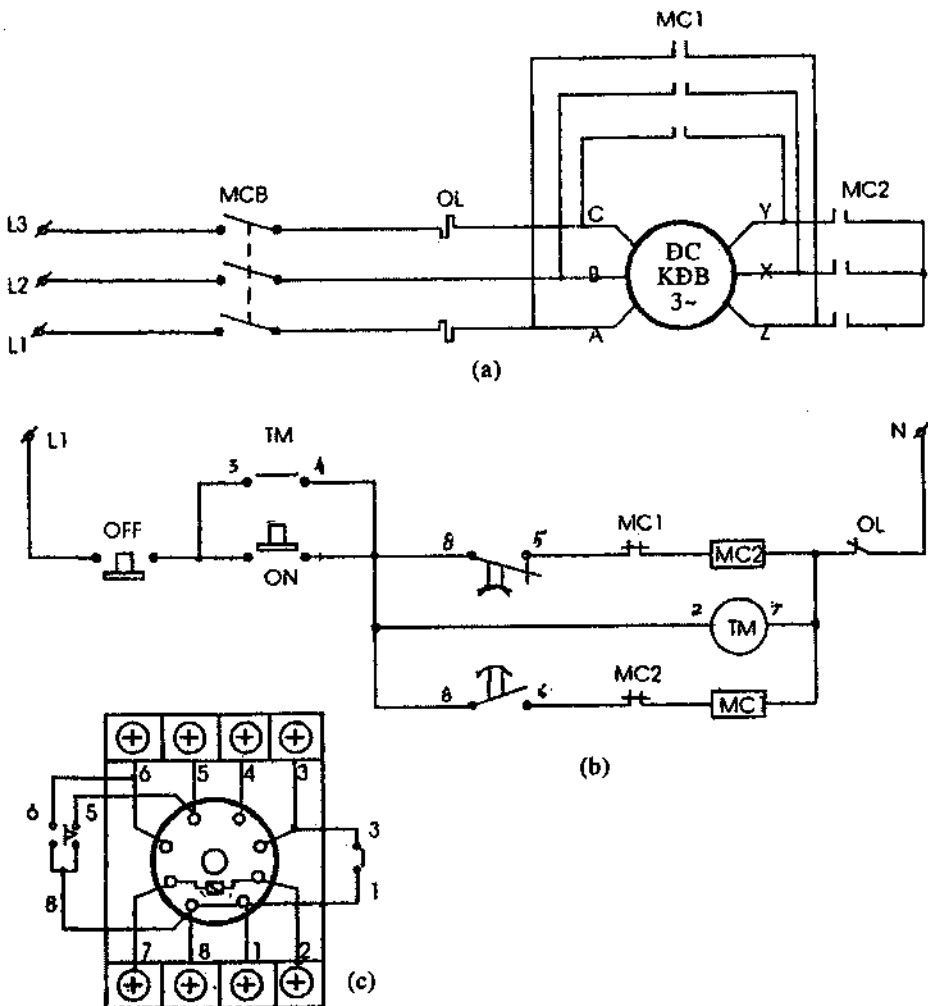 MC1
MCB OL MC2
L3 C Y
ĐC
KĐB
3~
L2 B X
L1 A Z
(a)
TM
L1 N
3 4
OFF MC1 OL
8 5
ON MC2
2 7
TM
MC2
8 6
MC
(b)
6 5 4 3
6 5 3
8 1
7 8 1 2
(c)